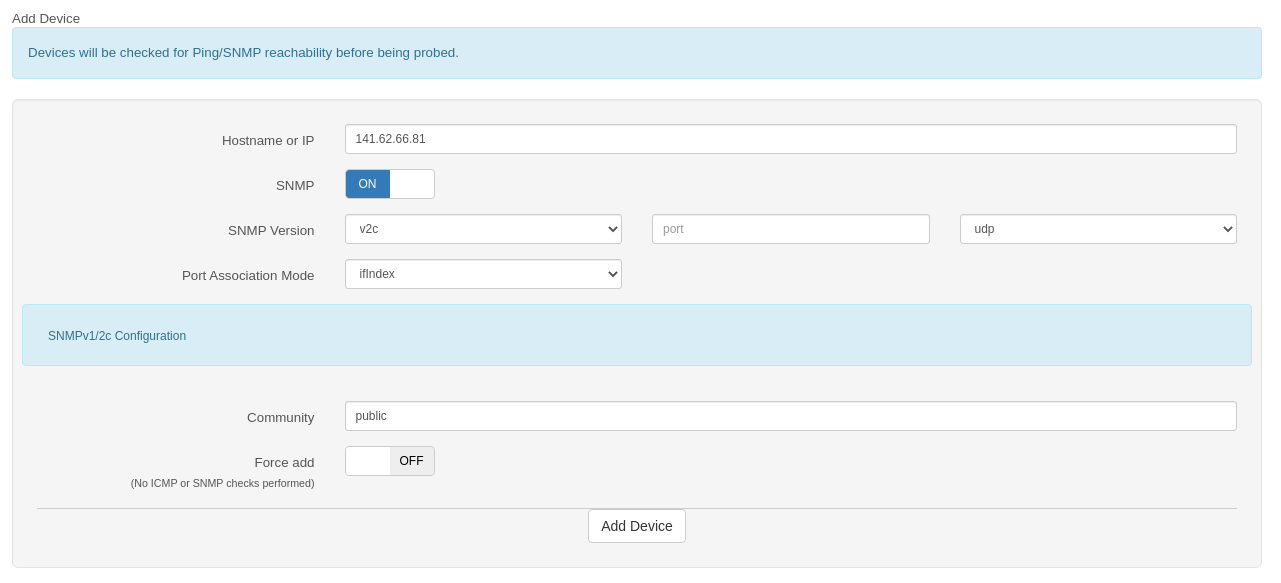 Add Device
Devices will be checked for Ping/SNMP reachability before being probed.
Hostname or IP 141.62.66.81
SNMP ON
SNMP Version v2c port udp
Port Association Mode ifIndex
SNMPv1/2c Configuration
Community public
Force add OFF
(No ICMP or SNMP checks performed)
Add Device